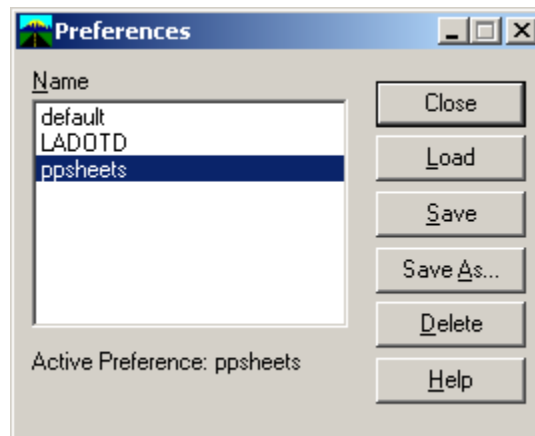 Preferences
Name
default
LADOTD
ppsheets
Active Preference: ppsheets
Close
Load
Save
Save As...
Delete
Help